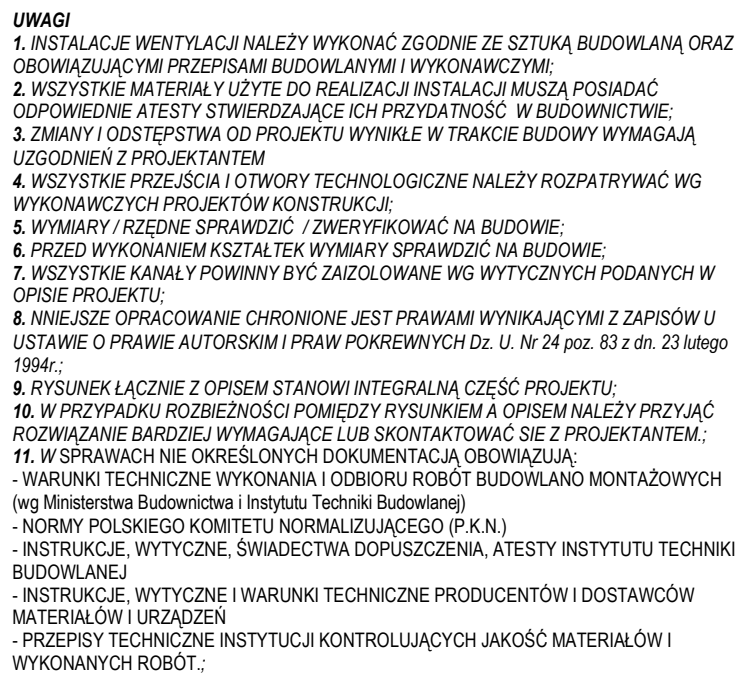 UWAGI
1. INSTALACJE WENTYLACJI NALEŻY WYKONAĆ ZGODNIE ZE SZTUKĄ BUDOWLANĄ ORAZ
OBOWIĄZUJĄCYMI PRZEPISAMI BUDOWLANYMI I WYKONAWCZYMI;
2. WSZYSTKIE MATERIAŁY UŻYTE DO REALIZACJI INSTALACJI MUSZĄ POSIADAĆ
ODPOWIEDNIE ATESTY STWIERDZAJĄCE ICH PRZYDATNOŚĆ W BUDOWNICTWIE;
3. ZMIANY I ODSTĘPSTWA OD PROJEKTU WYNIKŁE W TRAKCIE BUDOWY WYMAGAJĄ
UZGODNIEŃ Z PROJEKTANTEM
4. WSZYSTKIE PRZEJŚCIA I OTWORY TECHNOLOGICZNE NALEŻY ROZPATRYWAĆ WG
WYKONAWCZYCH PROJEKTÓW KONSTRUKCJI;
5. WYMIARY / RZĘDNE SPRAWDZIĆ / ZWERYFIKOWAĆ NA BUDOWIE;
6. PRZED WYKONANIEM KSZTAŁTEK WYMIARY SPRAWDZIĆ NA BUDOWIE;
7. WSZYSTKIE KANAŁY POWINNY BYĆ ZAIZOLOWANE WG WYTYCZNYCH PODANYCH W
OPISIE PROJEKTU;
8. NNIEJSZE OPRACOWANIE CHRONIONE JEST PRAWAMI WYNIKAJĄCYMI Z ZAPISÓW U
USTAWIE O PRAWIE AUTORSKIM I PRAW POKREWNYCH Dz. U. Nr 24 poz. 83 z dn. 23 lutego
1994r.;
9. RYSUNEK ŁĄCZNIE Z OPISEM STANOWI INTEGRALNĄ CZĘŚĆ PROJEKTU;
10. W PRZYPADKU ROZBIEŻNOŚCI POMIĘDZY RYSUNKIEM A OPISEM NALEŻY PRZYJĄĆ
ROZWIĄZANIE BARDZIEJ WYMAGAJĄCE LUB SKONTAKTOWAĆ SIE Z PROJEKTANTEM.;
11. W SPRAWACH NIE OKREŚLONYCH DOKUMENTACJĄ OBOWIĄZUJĄ:
- WARUNKI TECHNICZNE WYKONANIA I ODBIORU ROBÓT BUDOWLANO MONTAŻOWYCH
(wg Ministerstwa Budownictwa i Instytutu Techniki Budowlanej)
- NORMY POLSKIEGO KOMITETU NORMALIZUJĄCEGO (P.K.N.)
- INSTRUKCJE, WYTYCZNE, ŚWIADECTWA DOPUSZCZENIA, ATESTY INSTYTUTU TECHNIKI
BUDOWLANEJ
- INSTRUKCJE, WYTYCZNE I WARUNKI TECHNICZNE PRODUCENTÓW I DOSTAWCÓW
MATERIAŁÓW I URZĄDZEŃ
- PRZEPISY TECHNICZNE INSTYTUCJI KONTROLUJĄCYCH JAKOŚĆ MATERIAŁÓW I
WYKONANYCH ROBÓT.;